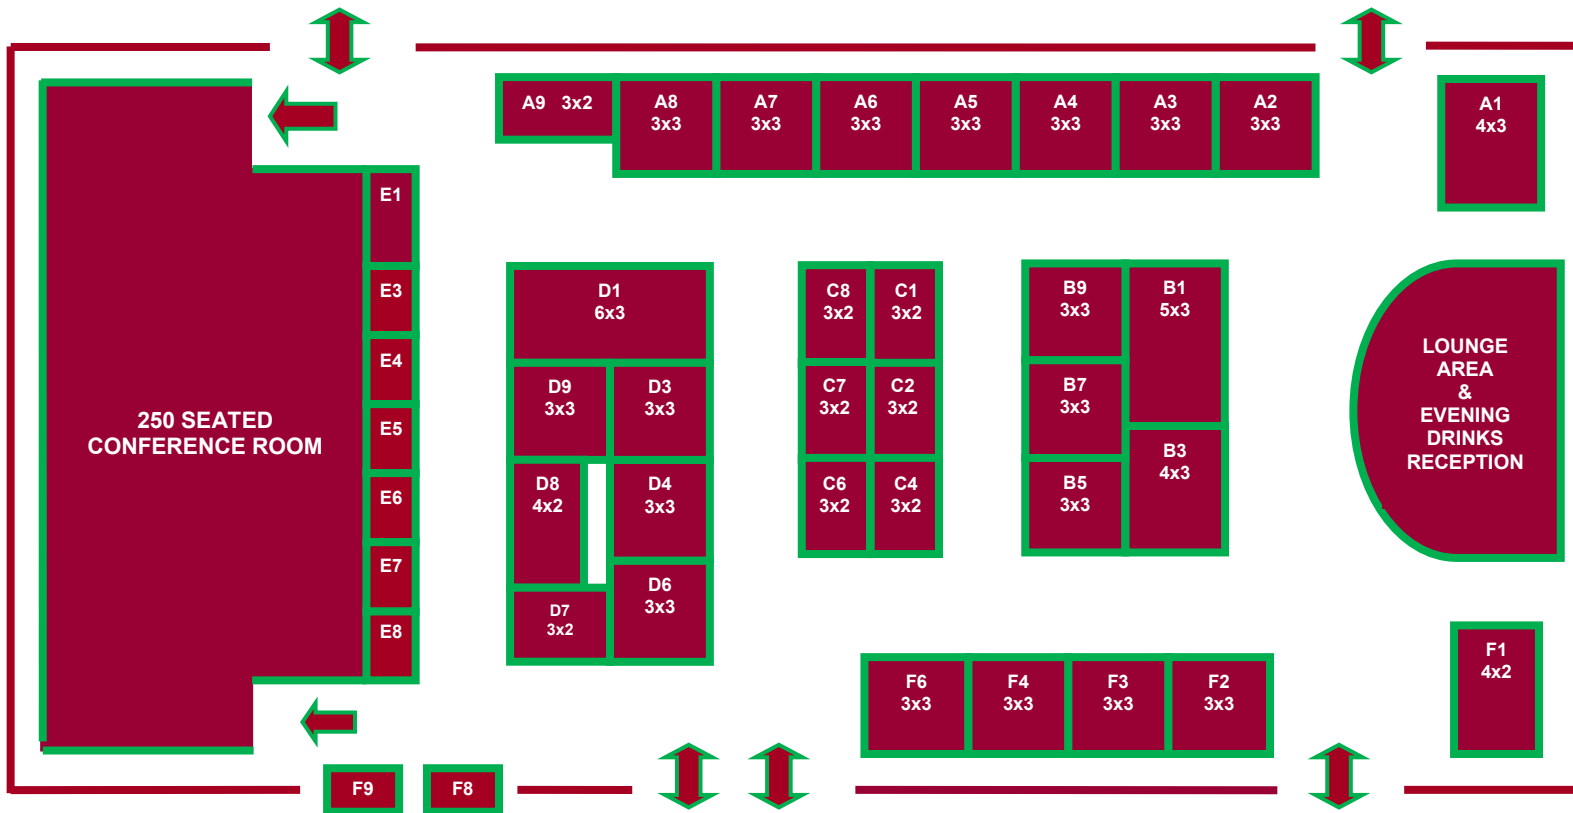 A9 3x2
A8
3x3
A7
3x3
A6
3x3
A5
3x3
A4
3x3
A3
3x3
A2
3x3
A1
4x3
E1
E3
E4
E5
E6
E7
E8
250 SEATED
CONFERENCE ROOM
D1
6x3
D9
3x3
D3
3x3
D8
4x2
D4
3x3
D7
3x2
D6
3x3
C8
3x2
C1
3x2
C7
3x2
C2
3x2
C6
3x2
C4
3x2
B9
3x3
B1
5x3
B7
3x3
B3
4x3
B5
3x3
LOUNGE
AREA
&
EVENING
DRINKS
RECEPTION
F6
3x3
F4
3x3
F3
3x3
F2
3x3
F1
4x2
F9
F8